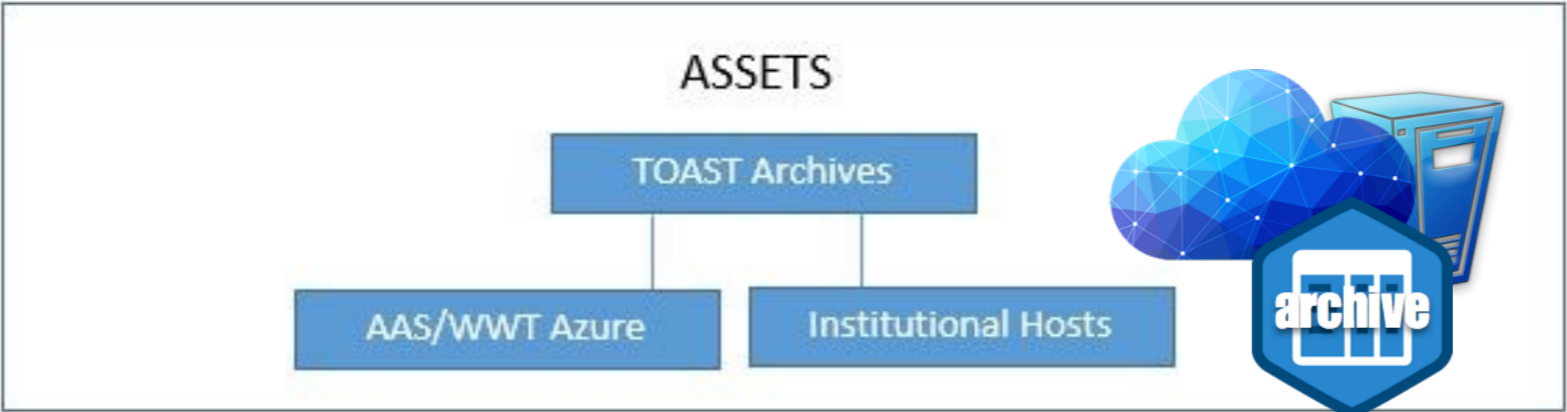 ASSETS
TOAST Archives
AAS/WWT Azure
Institutional Hosts
archive